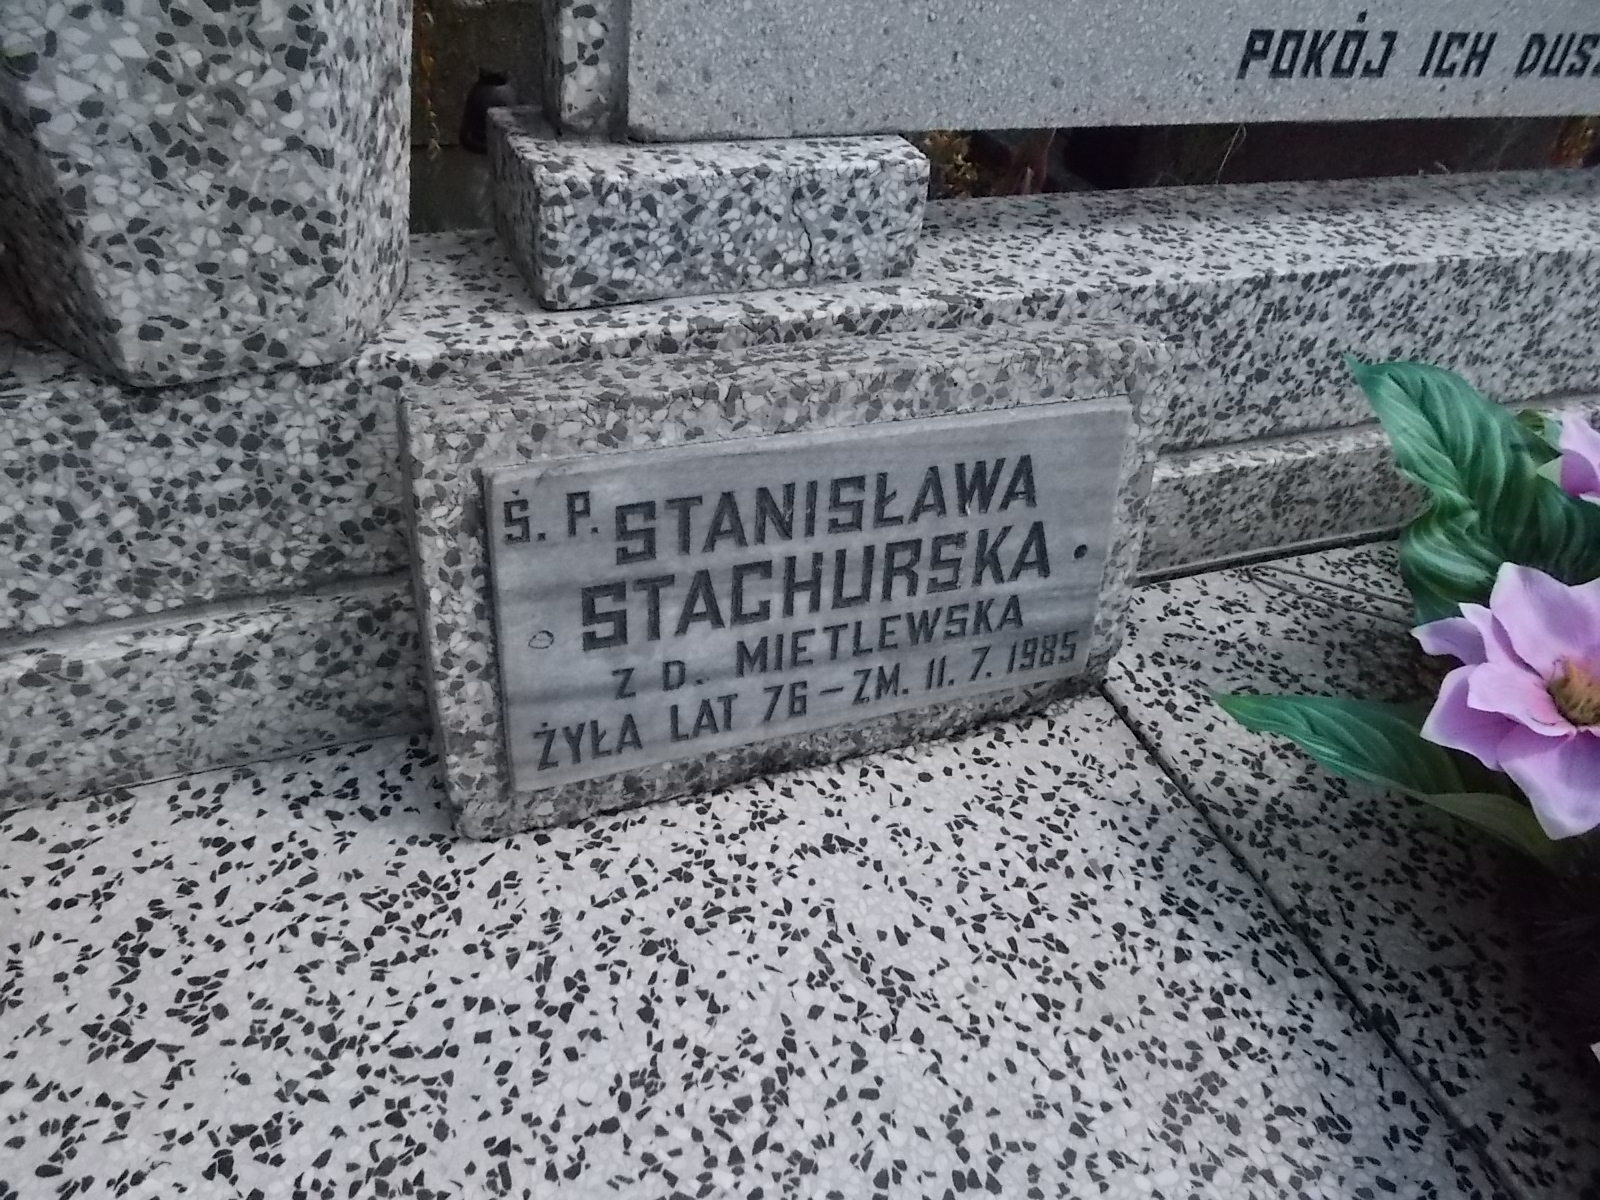 POKÓJ ICH
Ś. P. STANISŁAWA
STACHURSKA
Z D. MIETLEWSKA
ŻYŁA LAT 76 – ZM. 11. 7. 1985